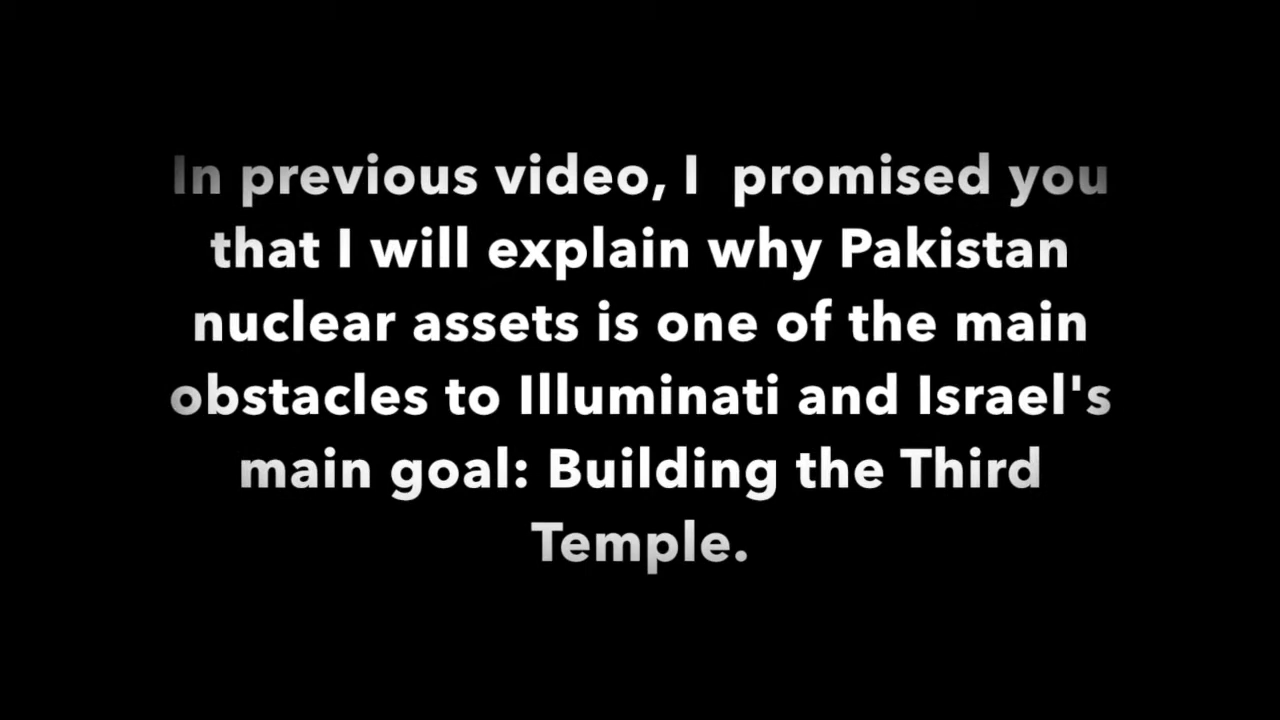 In previous video, I  promised you
that I will explain why Pakistan
nuclear assets is one of the main
obstacles to Illuminati and Israel's
main goal: Building the Third
Temple.